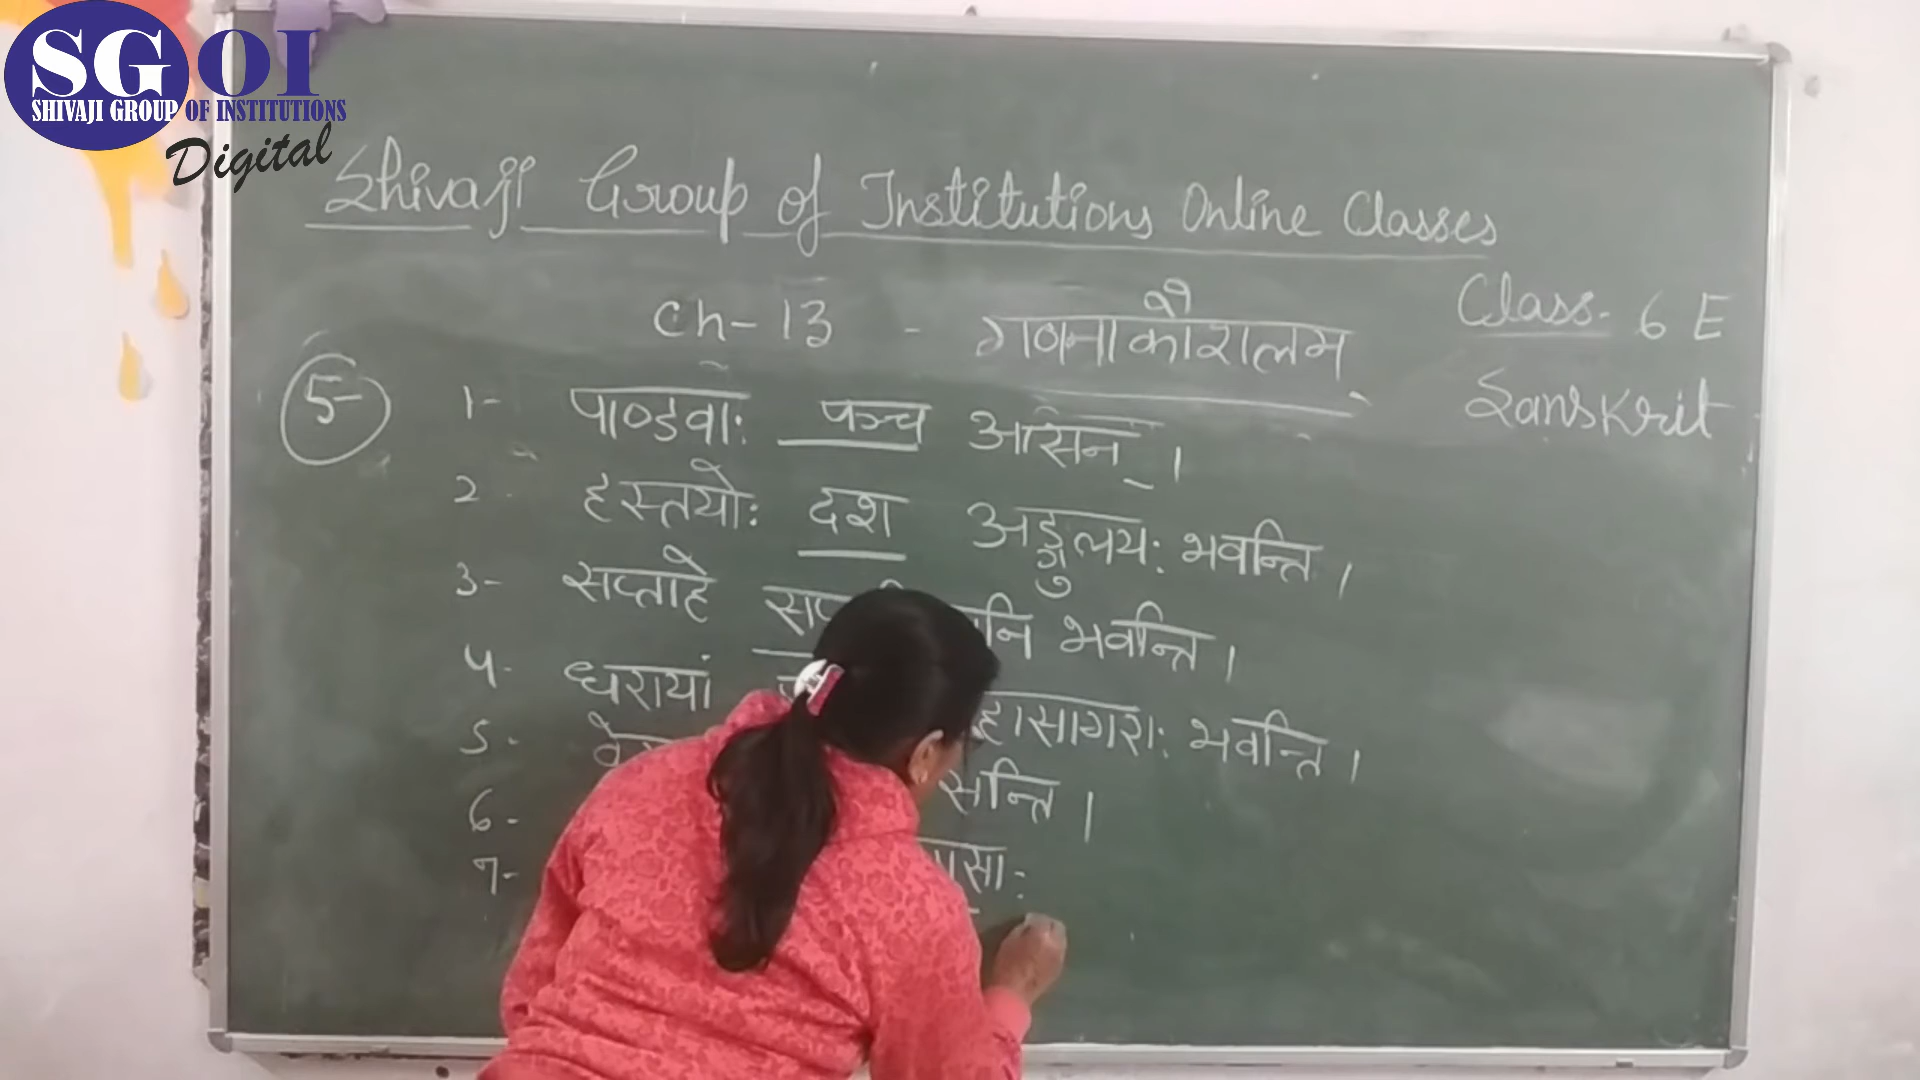 SGOI
SHIVAJI GROUP OF INSTITUTIONS
Digital
Shivaji Group of Institutions Online Classes
Ch-13 - गणनाकौशलम्
Class- 6 E
Sanskrit
5-
1- पाण्डवाः पञ्च आसन् ।
2- हस्तयोः दश अङ्गुलयः भवन्ति ।
3- सप्ताहे भवन्ति ।
4- धरायां भवन्ति ।
5- सन्ति ।
6-
7-